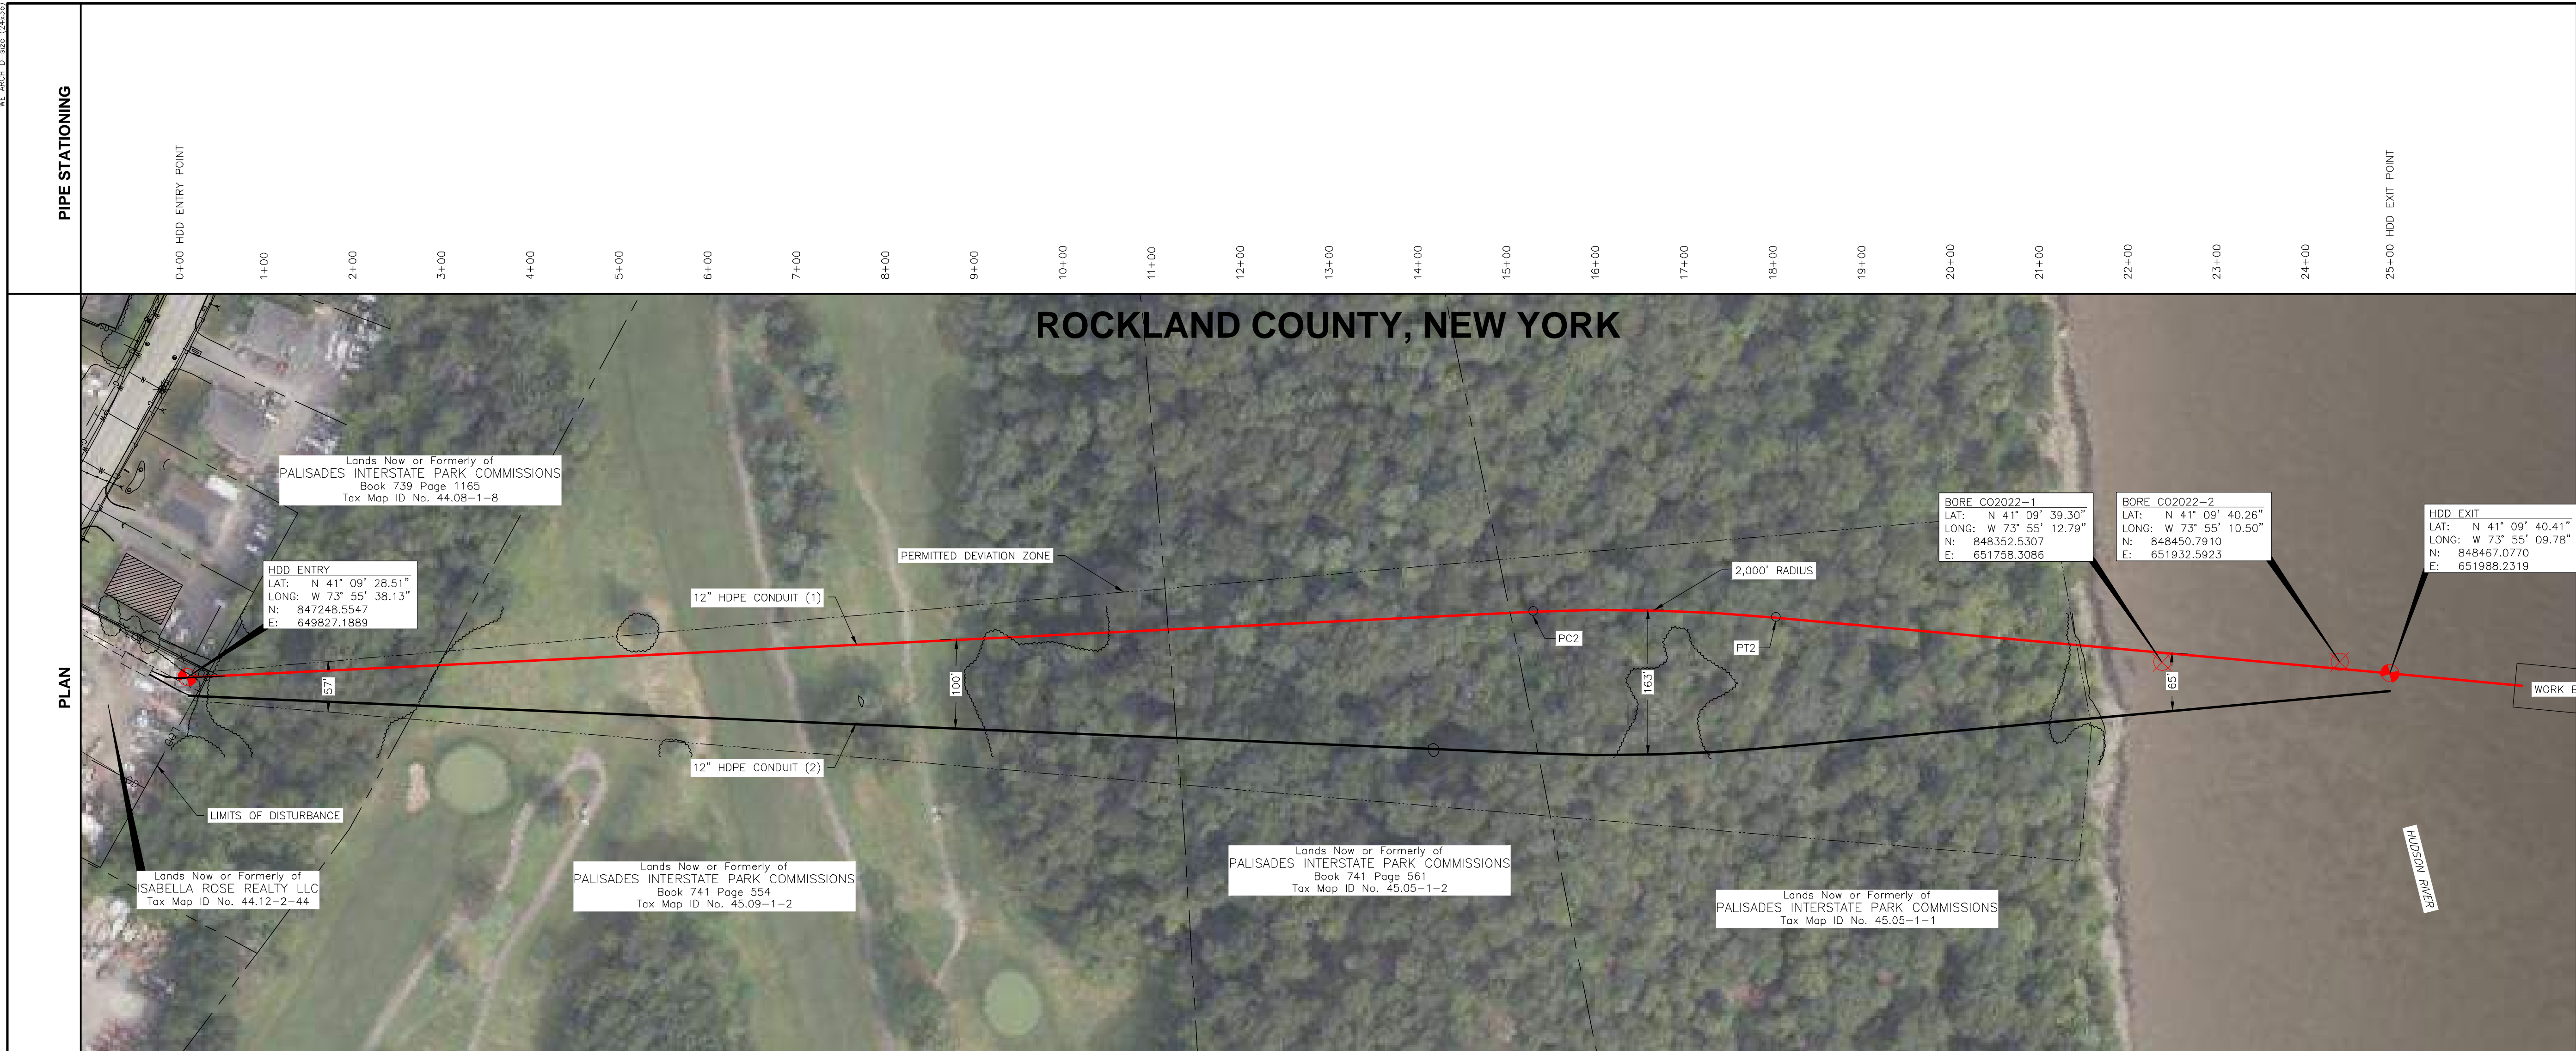 WE ARCH D-size (24x36)
PIPE STATIONING
0+00 HDD ENTRY POINT
1+00
2+00
3+00
4+00
5+00
6+00
7+00
8+00
9+00
10+00
11+00
12+00
13+00
14+00
15+00
16+00
17+00
18+00
19+00
20+00
21+00
22+00
23+00
24+00
25+00 HDD EXIT POINT
PLAN
ROCKLAND COUNTY, NEW YORK
Lands Now or Formerly of
PALISADES INTERSTATE PARK COMMISSIONS
Book 739 Page 1165
Tax Map ID No. 44.08-1-8
HDD ENTRY
LAT: N 41° 09' 28.51"
LONG: W 73° 55' 38.13"
N: 847248.5547
E: 649827.1889
PERMITTED DEVIATION ZONE
12" HDPE CONDUIT (1)
2,000' RADIUS
BORE CO2022-1
LAT: N 41° 09' 39.30"
LONG: W 73° 55' 12.79"
N: 848352.5307
E: 651758.3086
BORE CO2022-2
LAT: N 41° 09' 40.26"
LONG: W 73° 55' 10.50"
N: 848450.7910
E: 651932.5923
HDD EXIT
LAT: N 41° 09' 40.41"
LONG: W 73° 55' 09.78"
N: 848467.0770
E: 651988.2319
PC2
PT2
57'
100'
163'
65'
WORK B
12" HDPE CONDUIT (2)
LIMITS OF DISTURBANCE
LOD
Lands Now or Formerly of
ISABELLA ROSE REALTY LLC
Tax Map ID No. 44.12-2-44
Lands Now or Formerly of
PALISADES INTERSTATE PARK COMMISSIONS
Book 741 Page 554
Tax Map ID No. 45.09-1-2
Lands Now or Formerly of
PALISADES INTERSTATE PARK COMMISSIONS
Book 741 Page 561
Tax Map ID No. 45.05-1-2
Lands Now or Formerly of
PALISADES INTERSTATE PARK COMMISSIONS
Tax Map ID No. 45.05-1-1
HUDSON RIVER